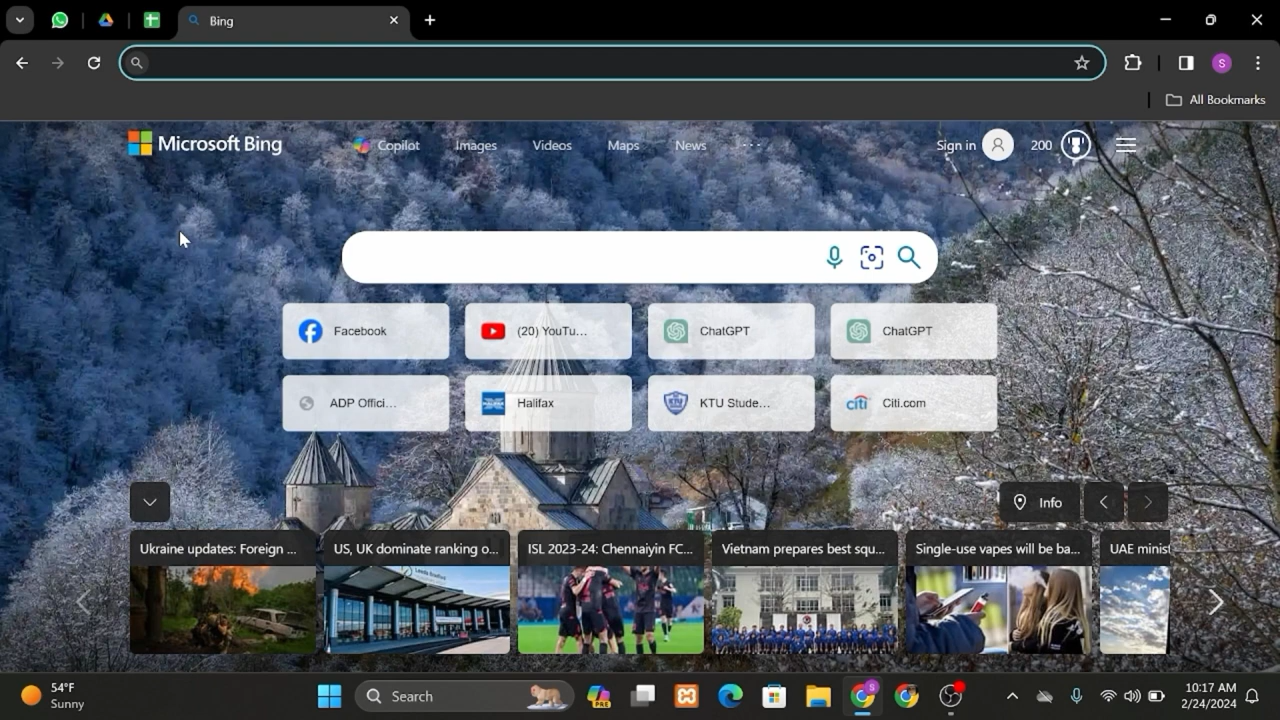 Bing
All Bookmarks
Microsoft Bing
Copilot
Images
Videos
Maps
News
Sign in
200
Facebook
(20) YouTu...
ChatGPT
ChatGPT
ADP Offici...
Halifax
KTU Stude...
Citi.com
Info
Ukraine updates: Foreign ...
US, UK dominate ranking o...
ISL 2023-24: Chennaiyin FC...
Vietnam prepares best squ...
Single-use vapes will be ba...
UAE minis
54°F
Sunny
Search
PRE
S
10:17 AM
2/24/2024